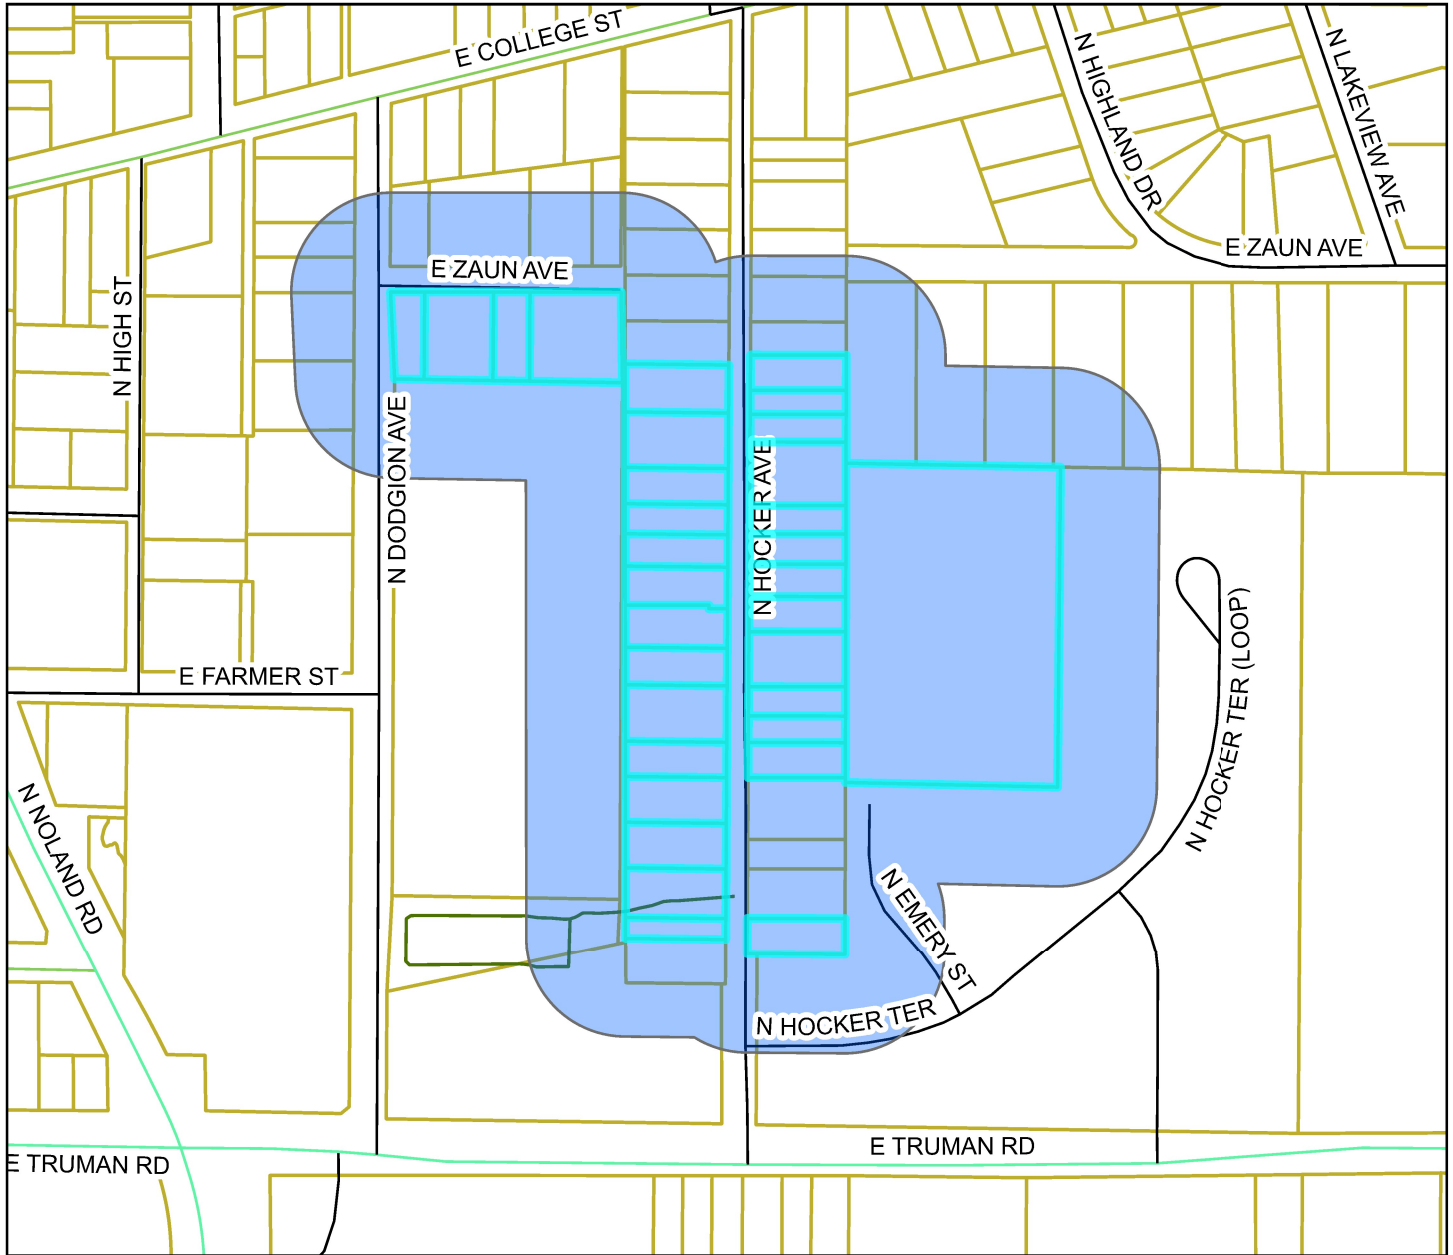 E COLLEGE ST
N HIGHLAND DR
N LAKEVIEW AVE
E ZAUN AVE
E ZAUN AVE
N HIGH ST
N DODGION AVE
N HOCKER AVE
N HOCKER TER (LOOP)
E FARMER ST
N NOLAND RD
N EMERY ST
N HOCKER TER
E TRUMAN RD
E TRUMAN RD